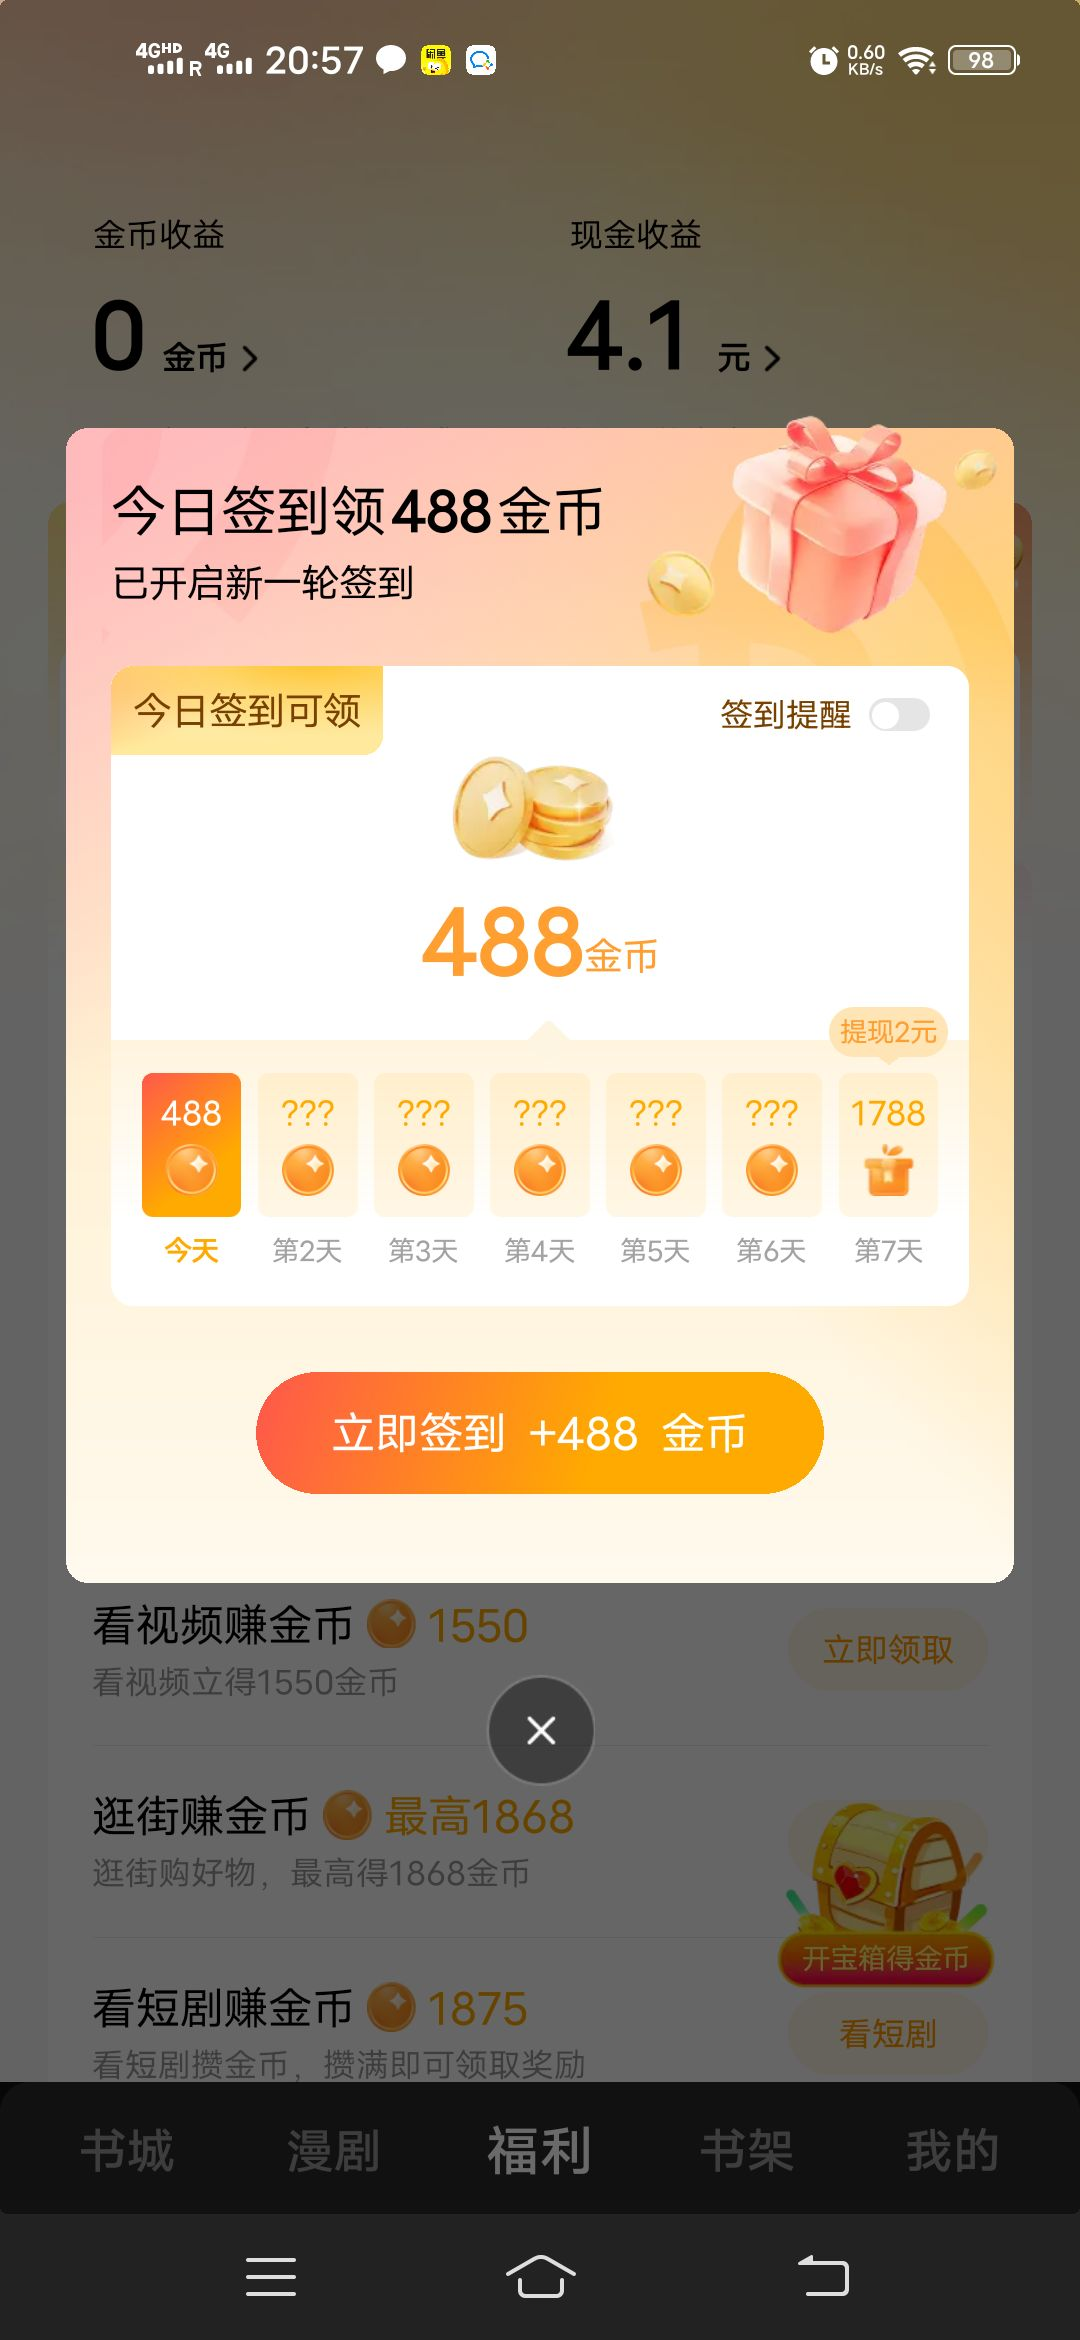 4GHD R 4G 20:57 0.60 KB/s 98
金币收益 现金收益
0 金币 4.1 元
今日签到领488金币
已开启新一轮签到
今日签到可领 签到提醒
488金币
提现2元
488 ??? ??? ??? ??? ??? 1788
今天 第2天 第3天 第4天 第5天 第6天 第7天
立即签到 +488 金币
看视频赚金币 1550
看视频立得1550金币 立即领取
逛街赚金币 最高1868
逛街购好物，最高得1868金币
开宝箱得金币
看短剧赚金币 1875
看短剧攒金币，攒满即可领取奖励 看短剧
书城 漫剧 福利 书架 我的